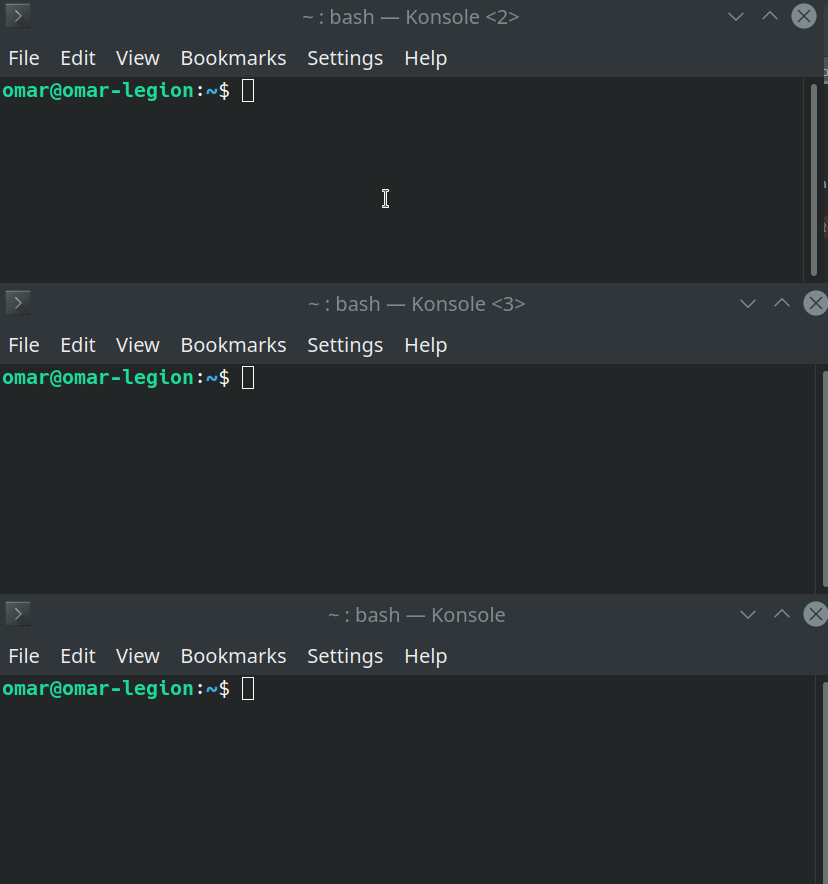 ~ : bash — Konsole <2>
File Edit View Bookmarks Settings Help
omar@omar-legion:~$
~ : bash — Konsole <3>
File Edit View Bookmarks Settings Help
omar@omar-legion:~$
~ : bash — Konsole
File Edit View Bookmarks Settings Help
omar@omar-legion:~$